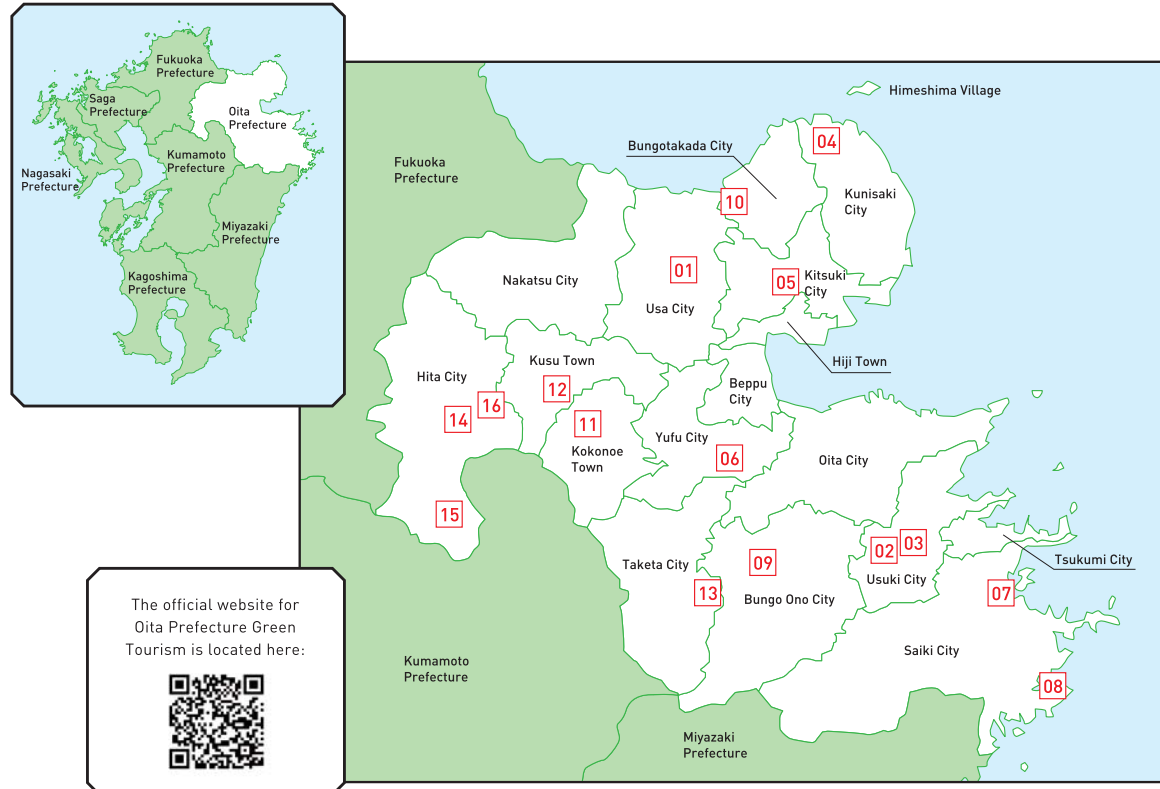 Fukuoka
Prefecture
Saga
Prefecture
Oita
Prefecture
Kumamoto
Prefecture
Nagasaki
Prefecture
Miyazaki
Prefecture
Kagoshima
Prefecture
Himeshima Village
Bungotakada City
04
Fukuoka
Prefecture
Kunisaki
City
10
01
Nakatsu City
05
Kitsuki
City
Usa City
Hiji Town
Kusu Town
Hita City
Beppu
City
12
16
14
11
Yufu City
Kokonoe
Town
06
Oita City
15
02
03
Tsukumi City
Taketa City
09
Usuki City
13
Bungo Ono City
07
Saiki City
Kumamoto
Prefecture
08
Miyazaki
Prefecture
The official website for
Oita Prefecture Green
Tourism is located here: